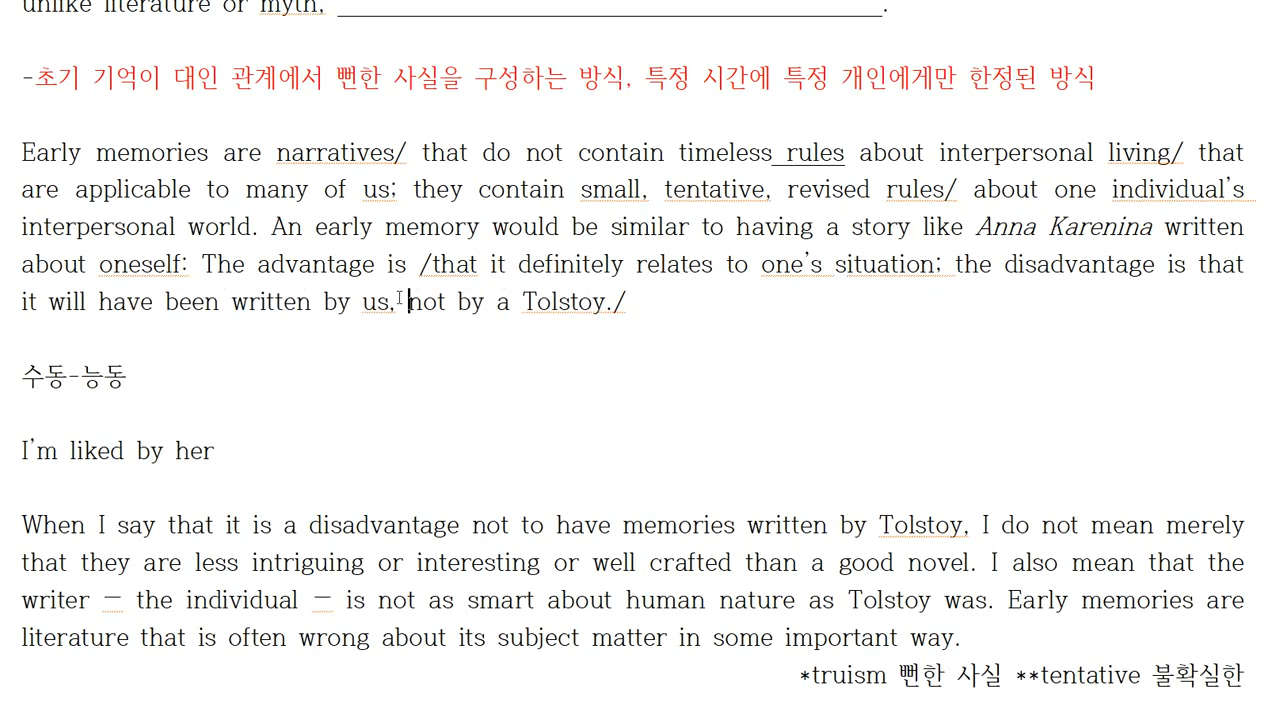 unlike literature or myth, ______________________________.
-초기 기억이 대인 관계에서 뻔한 사실을 구성하는 방식, 특정 시간에 특정 개인에게만 한정된 방식
Early memories are narratives/ that do not contain timeless rules about interpersonal living/ that
are applicable to many of us; they contain small, tentative, revised rules/ about one individual's
interpersonal world. An early memory would be similar to having a story like Anna Karenina written
about oneself: The advantage is /that it definitely relates to one's situation; the disadvantage is that
it will have been written by us, not by a Tolstoy./
수동-능동
I'm liked by her
When I say that it is a disadvantage not to have memories written by Tolstoy, I do not mean merely
that they are less intriguing or interesting or well crafted than a good novel. I also mean that the
writer — the individual — is not as smart about human nature as Tolstoy was. Early memories are
literature that is often wrong about its subject matter in some important way.
*truism 뻔한 사실 **tentative 불확실한